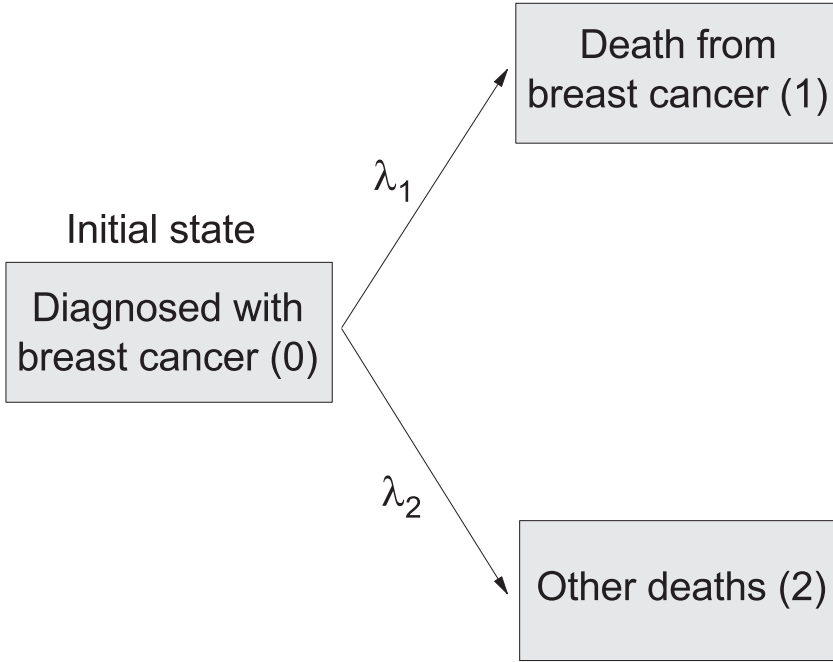 Death from
breast cancer (1)
λ1
Initial state
Diagnosed with
breast cancer (0)
λ2
Other deaths (2)